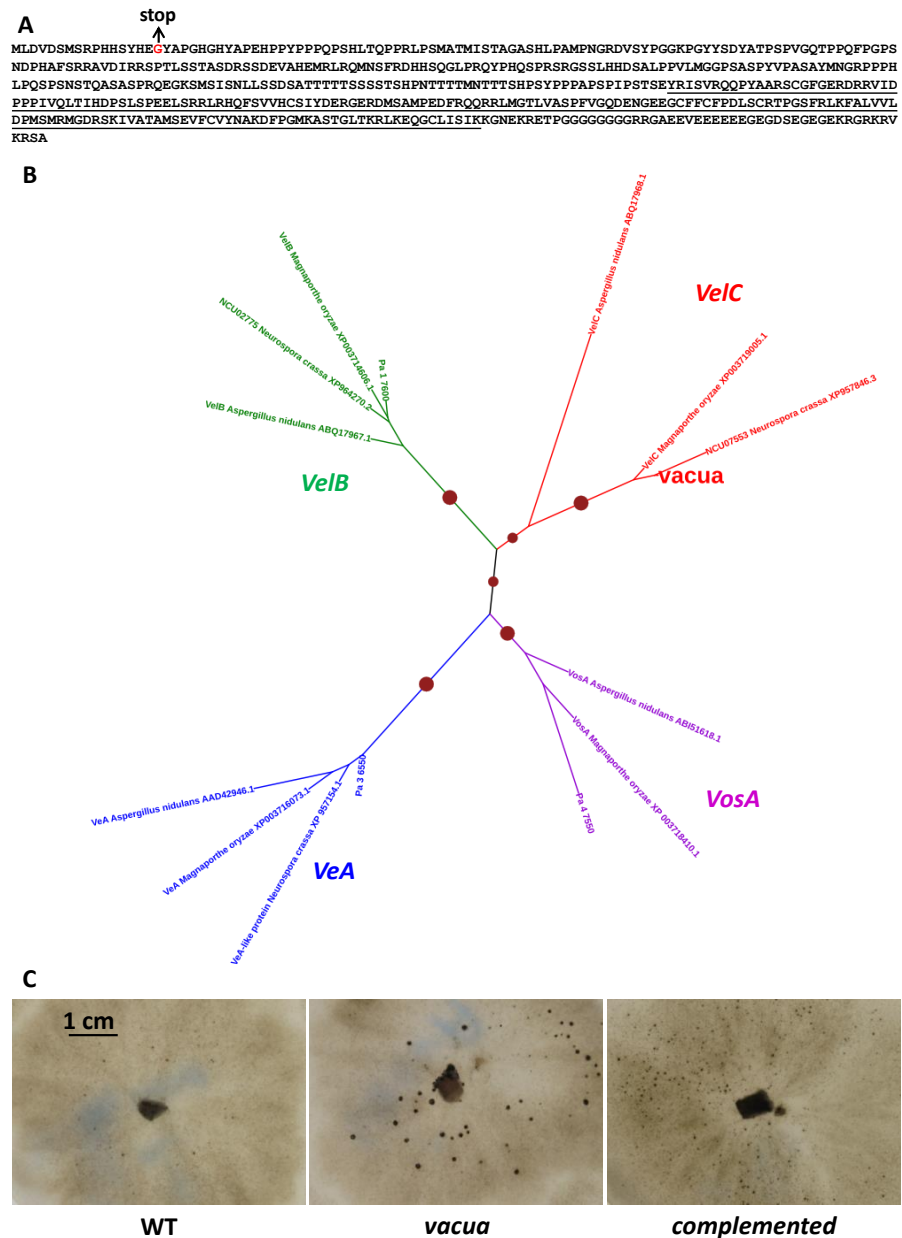 A
stop
MLDVDSMSRPHHSYHEGYAPGHGHYAPEHPPYPPPQPSHLTQPPRLPSMATMISTAGASHLPAMPNGRDVSYPGGKPGYYSDYATPSPVGQTPPQFPGPS
NDPHAFSRRAVDIRRSPTLSSTASDRSSDEVAHEMRLRQMNSFRDHHSQGLPRQYPHQSPRSRGSSLHHDSALPPVLMGGPSASPYVPASAYMNGRPPPH
LPQSPSNSTQASASPRQEGKSMSISNLLSSDSATTTTTSSSSTSHPNTTTTMNTTTSHPSYPPPAPSPIPSTSEYRISVRQQPYAARSCGFGERDRRVID
PPPIVQLTIHDPSLSPEELSRRLRHQFSVVHCSIYDERGERDMSAMPEDFRQQRRLMGTLVASPFVGQDENGEEGCFFCFPDLSCRTPGSFRLKFALVVL
DPMSMRMGDRSKIVATAMSEVFCVYNAKDFPGMKASTGLTKRLKEQGCLISIKKGNEKRETPGGGGGGGRRGAEEVEEEEEEGEGDSEGEGEKRGRKRV
KRSA
B
VelB Magnaporthe oryzae XP003714606.1
NCU02775 Neurospora crassa XP964270.2
VelB Aspergillus nidulans ABQ17967.1
Pa 1 7600
VelB
VelC Aspergillus nidulans ABQ17968.1
VelC
VelC Magnaporthe oryzae XP003719005.1
NCU07553 Neurospora crassa XP957846.3
vacua
VosA Aspergillus nidulans ABI51618.1
VosA Magnaporthe oryzae XP 003718410.1
Pa 4 7550
VosA
VeA Aspergillus nidulans AAD42946.1
VeA Magnaporthe oryzae XP003716073.1
VeA-like protein Neurospora crassa XP 957154.1
Pa 3 6550
VeA
C
1 cm
WT
vacua
complemented